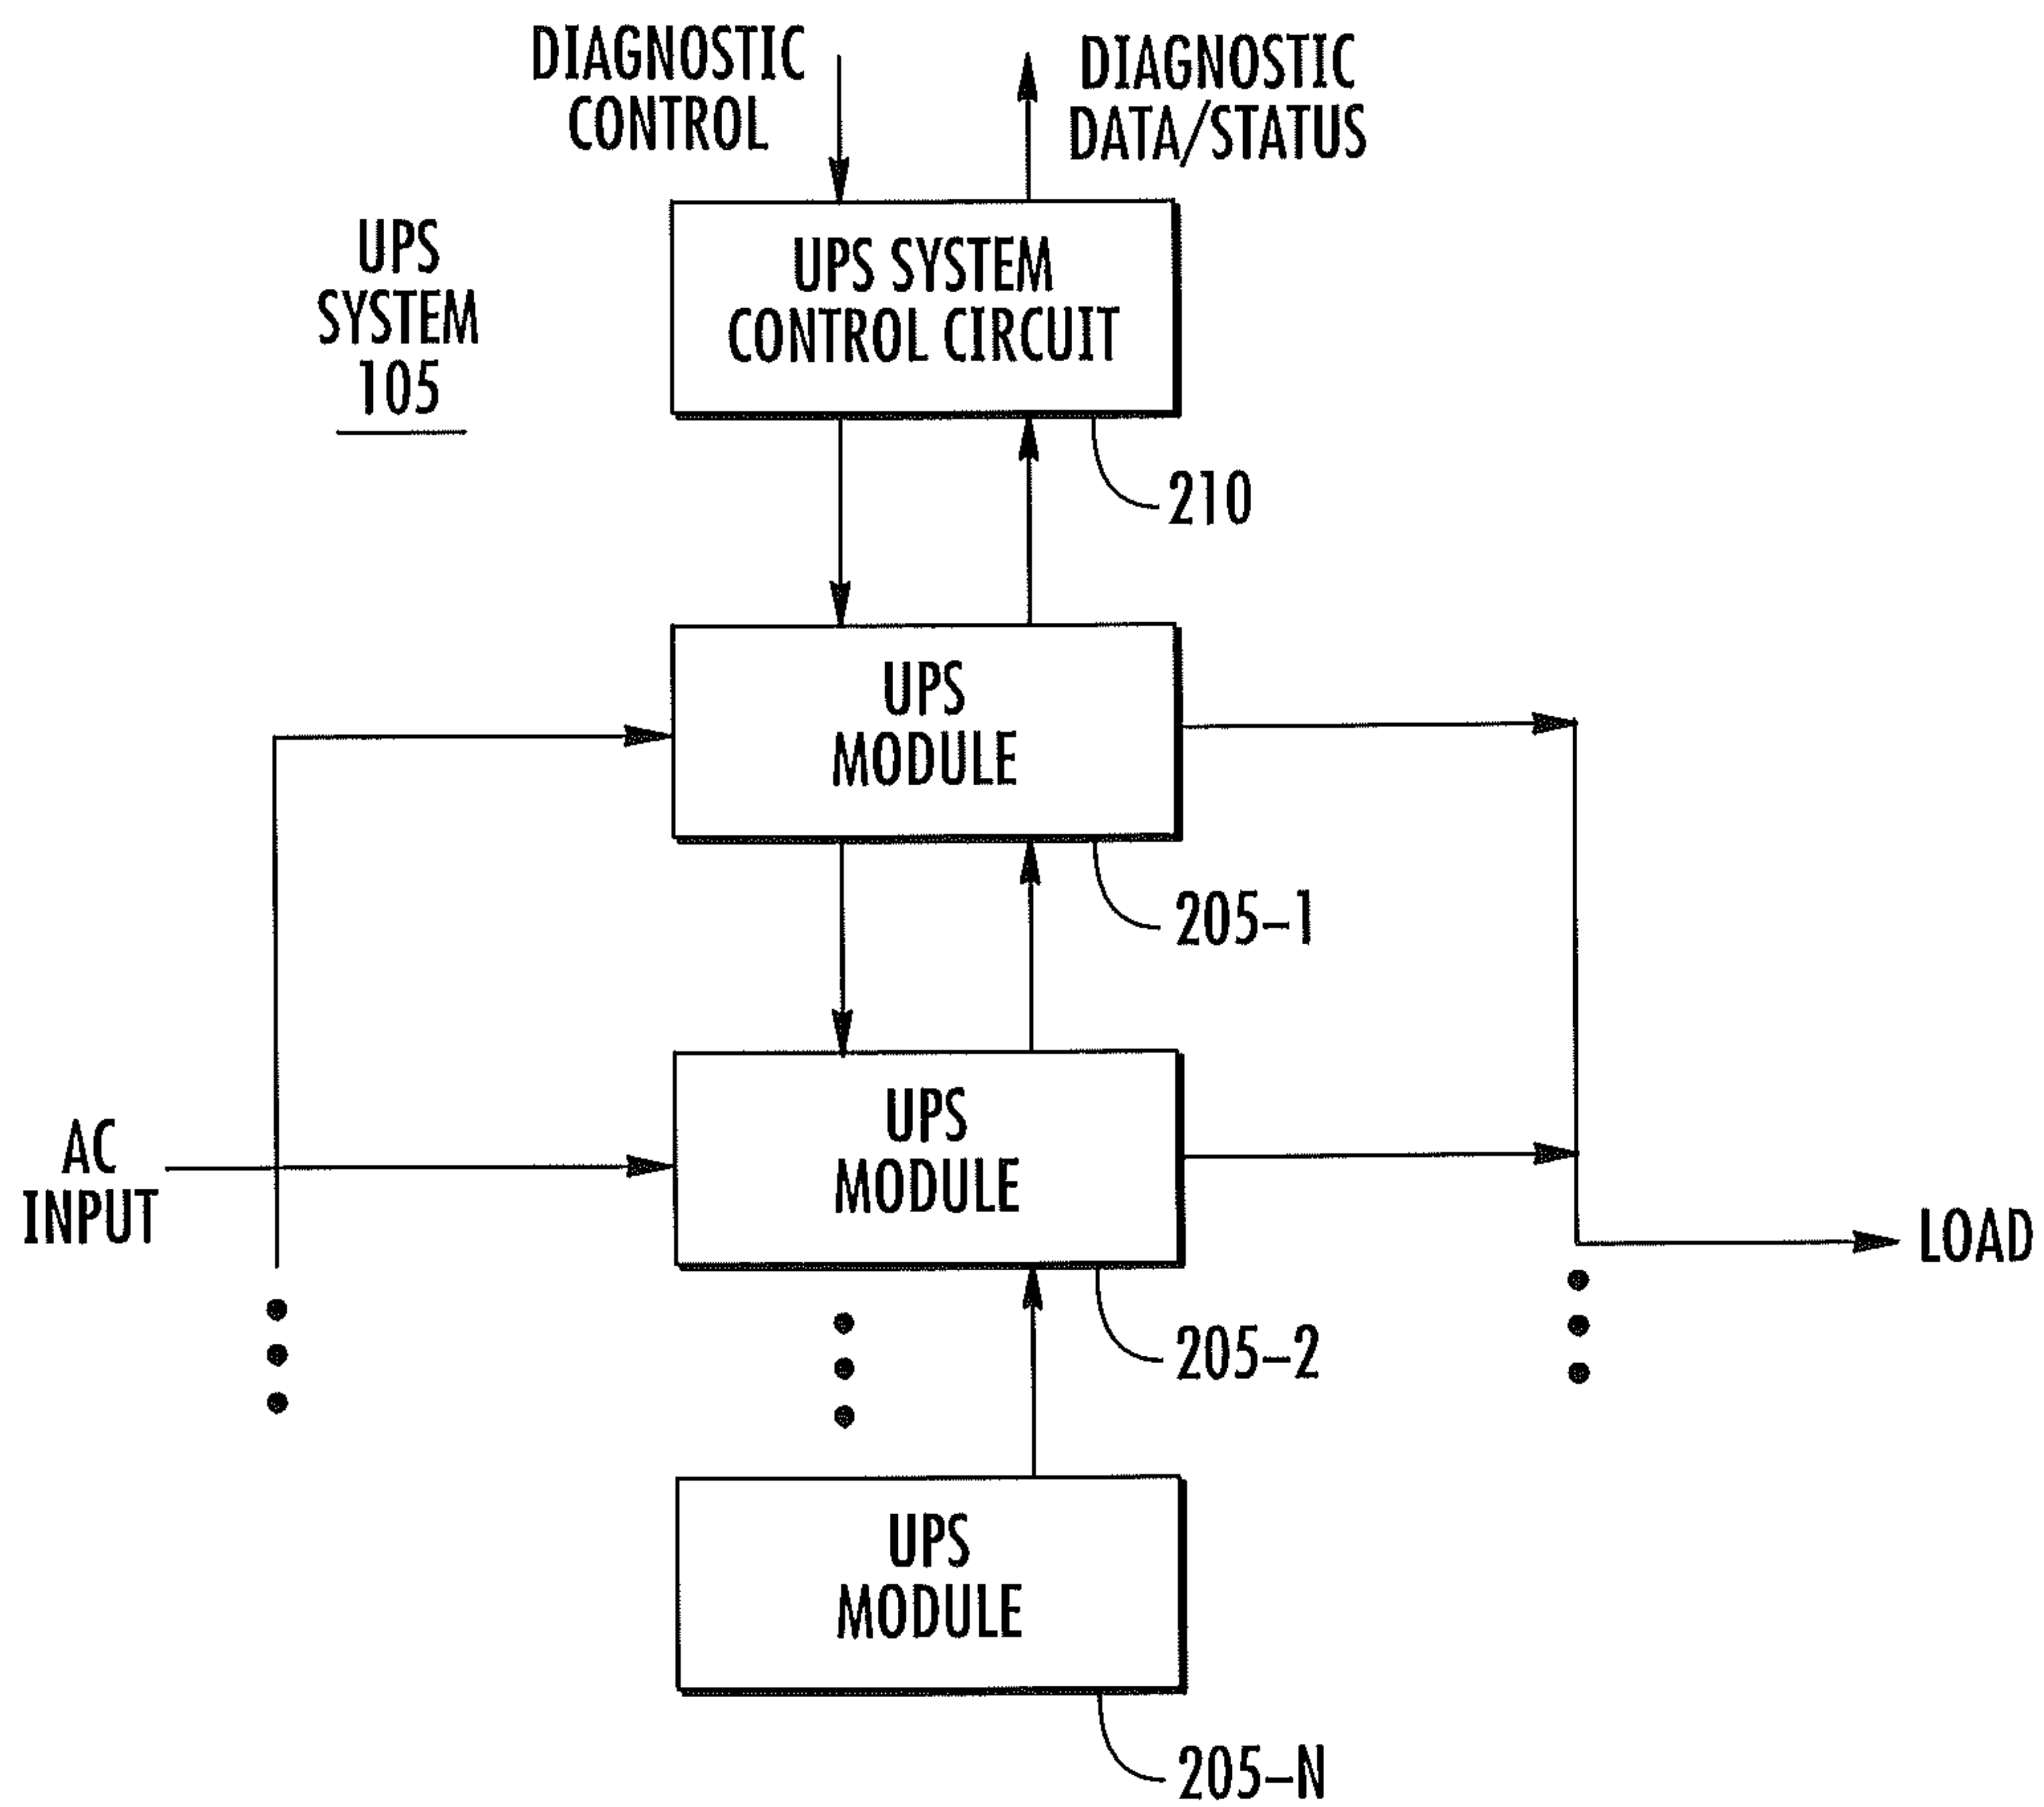 DIAGNOSTIC
CONTROL
DIAGNOSTIC
DATA/STATUS
UPS
SYSTEM
105
UPS SYSTEM
CONTROL CIRCUIT
210
UPS
MODULE
205-1
AC
INPUT
UPS
MODULE
205-2
LOAD
UPS
MODULE
205-N